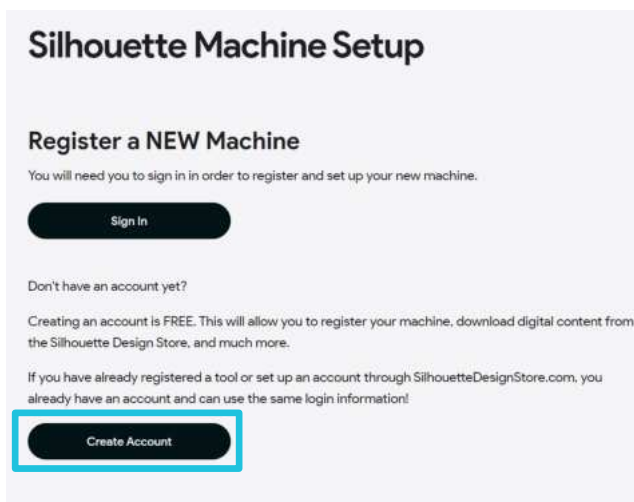 Silhouette Machine Setup
Register a NEW Machine
You will need you to sign in in order to register and set up your new machine.
Sign In
Don't have an account yet?
Creating an account is FREE. This will allow you to register your machine, download digital content from
the Silhouette Design Store, and much more.
If you have already registered a tool or set up an account through SilhouetteDesignStore.com, you
already have an account and can use the same login information!
Create Account